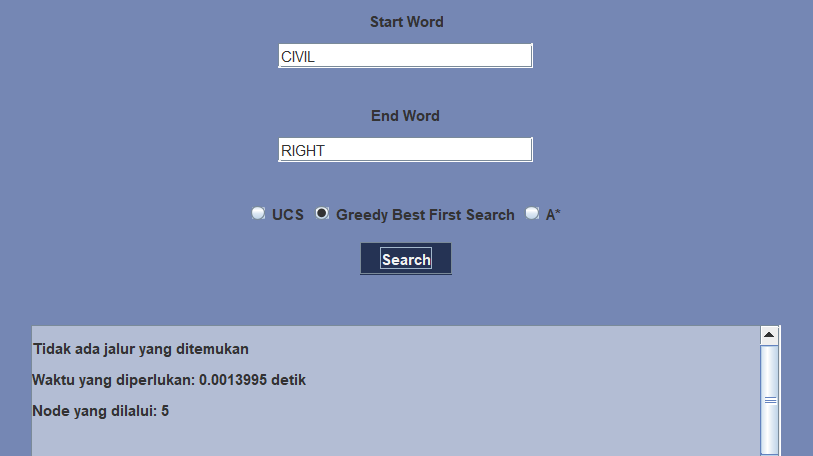 Start Word
CIVIL
End Word
RIGHT
UCS Greedy Best First Search A*
Search
Tidak ada jalur yang ditemukan
Waktu yang diperlukan: 0.0013995 detik
Node yang dilalui: 5